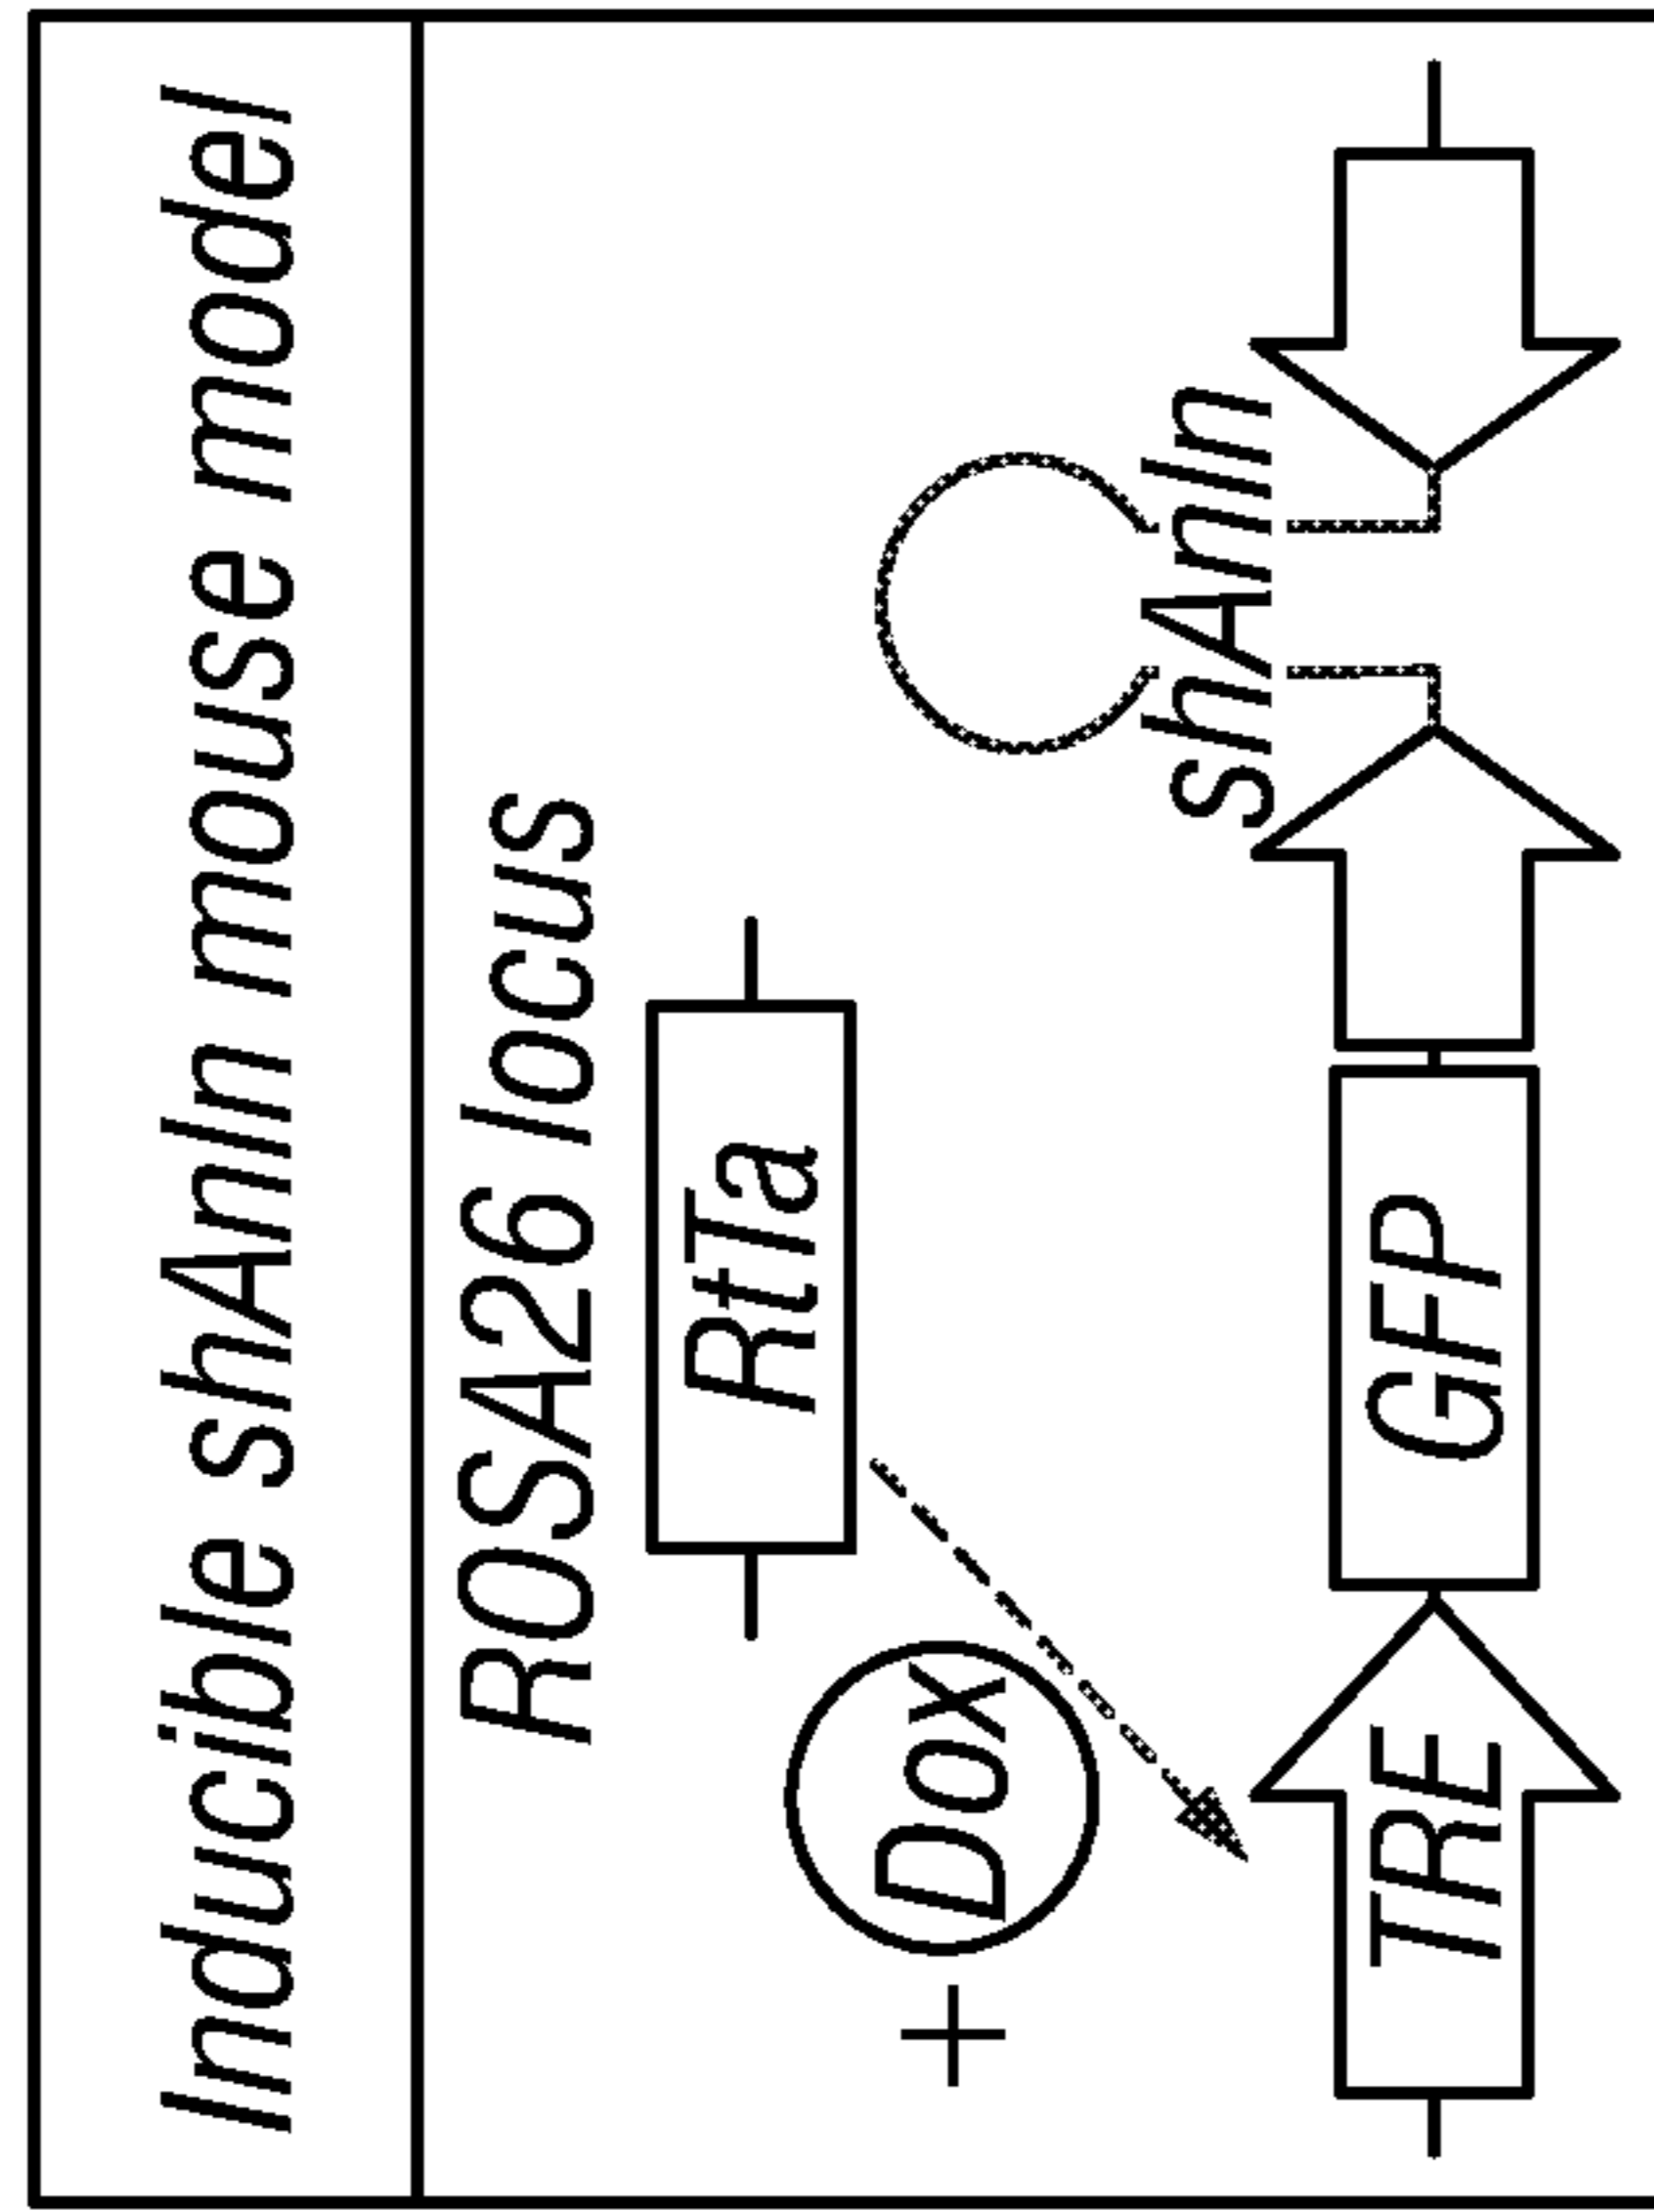 Inducible shAnln mouse model
ROSA26 locus
RtTa
+ Dox
shAnln
TRE
GFP